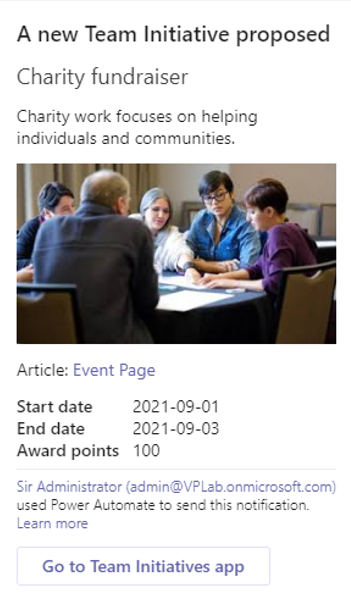 A new Team Initiative proposed
Charity fundraiser
Charity work focuses on helping
individuals and communities.
Article: Event Page
Start date 2021-09-01
End date 2021-09-03
Award points 100
Sir Administrator (admin@VPLab.onmicrosoft.com)
used Power Automate to send this notification.
Learn more
Go to Team Initiatives app